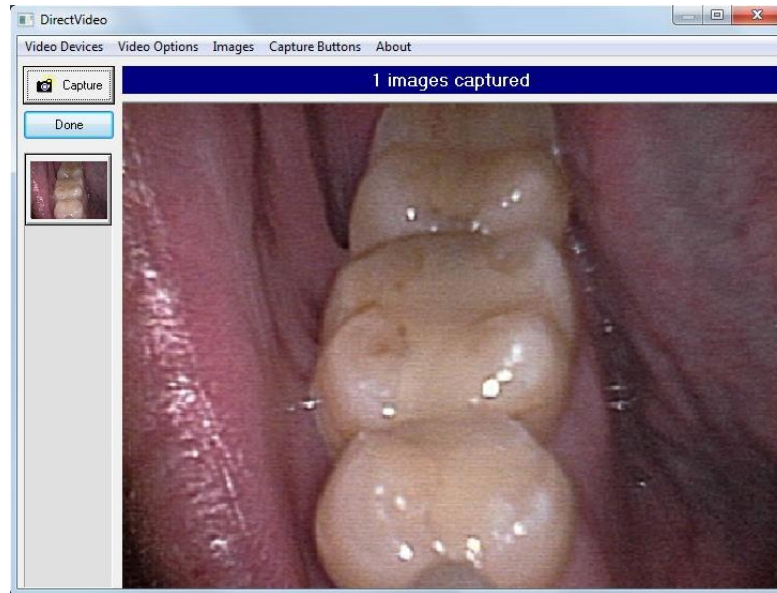 DirectVideo
Video Devices Video Options Images Capture Buttons About
Capture
1 images captured
Done